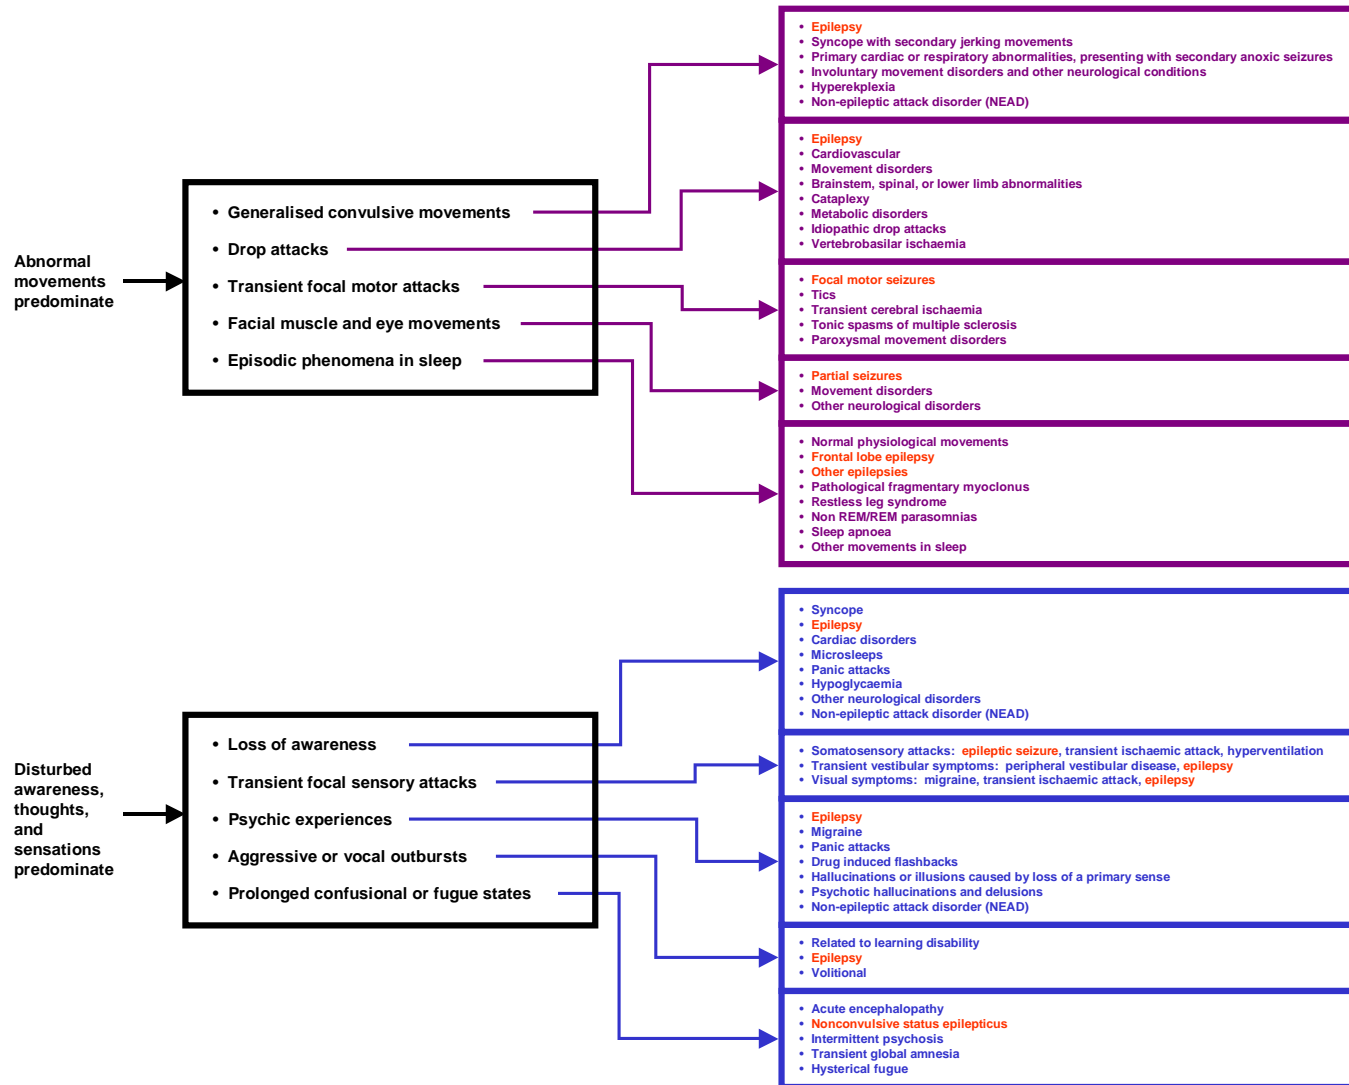 Abnormal
movements
predominate
• Generalised convulsive movements
• Drop attacks
• Transient focal motor attacks
• Facial muscle and eye movements
• Episodic phenomena in sleep
• Epilepsy
• Syncope with secondary jerking movements
• Primary cardiac or respiratory abnormalities, presenting with secondary anoxic seizures
• Involuntary movement disorders and other neurological conditions
• Hyperekplexia
• Non-epileptic attack disorder (NEAD)
• Epilepsy
• Cardiovascular
• Movement disorders
• Brainstem, spinal, or lower limb abnormalities
• Cataplexy
• Metabolic disorders
• Idiopathic drop attacks
• Vertebrobasilar ischaemia
• Focal motor seizures
• Tics
• Transient cerebral ischaemia
• Tonic spasms of multiple sclerosis
• Paroxysmal movement disorders
• Partial seizures
• Movement disorders
• Other neurological disorders
• Normal physiological movements
• Frontal lobe epilepsy
• Other epilepsies
• Pathological fragmentary myoclonus
• Restless leg syndrome
• Non REM/REM parasomnias
• Sleep apnoea
• Other movements in sleep
Disturbed
awareness,
thoughts,
and
sensations
predominate
• Loss of awareness
• Transient focal sensory attacks
• Psychic experiences
• Aggressive or vocal outbursts
• Prolonged confusional or fugue states
• Syncope
• Epilepsy
• Cardiac disorders
• Microsleeps
• Panic attacks
• Hypoglycaemia
• Other neurological disorders
• Non-epileptic attack disorder (NEAD)
• Somatosensory attacks: epileptic seizure, transient ischaemic attack, hyperventilation
• Transient vestibular symptoms: peripheral vestibular disease, epilepsy
• Visual symptoms: migraine, transient ischaemic attack, epilepsy
• Epilepsy
• Migraine
• Panic attacks
• Drug induced flashbacks
• Hallucinations or illusions caused by loss of a primary sense
• Psychotic hallucinations and delusions
• Non-epileptic attack disorder (NEAD)
• Related to learning disability
• Epilepsy
• Volitional
• Acute encephalopathy
• Nonconvulsive status epilepticus
• Intermittent psychosis
• Transient global amnesia
• Hysterical fugue